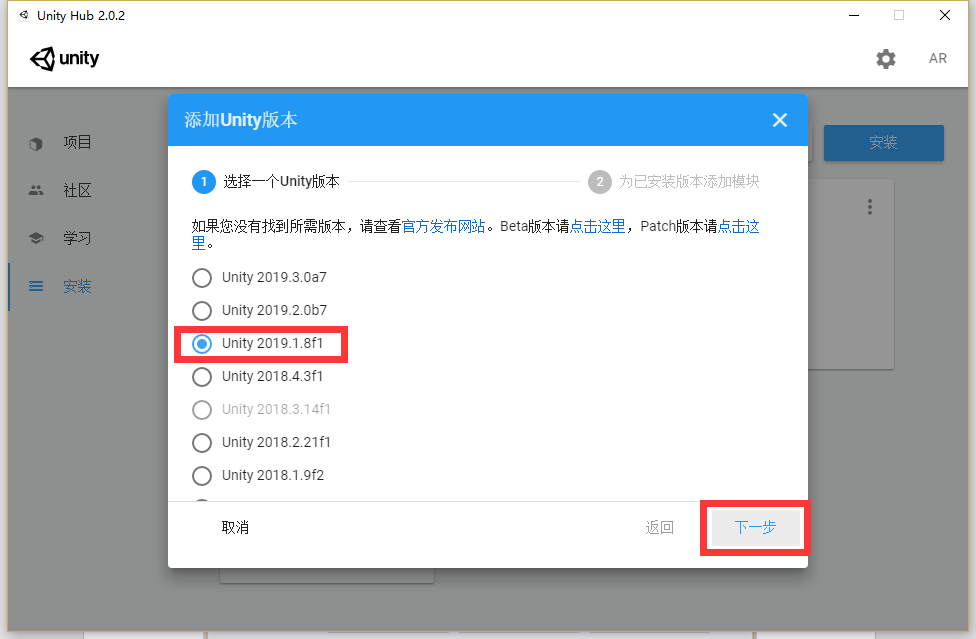 Unity Hub 2.0.2
unity
AR
项目
社区
学习
安装
安装
添加Unity版本
1 选择一个Unity版本
2 为已安装版本添加模块
如果您没有找到所需版本，请查看官方发布网站。Beta版本请点击这里，Patch版本请点击这
里。
Unity 2019.3.0a7
Unity 2019.2.0b7
Unity 2019.1.8f1
Unity 2018.4.3f1
Unity 2018.3.14f1
Unity 2018.2.21f1
Unity 2018.1.9f2
取消
返回
下一步